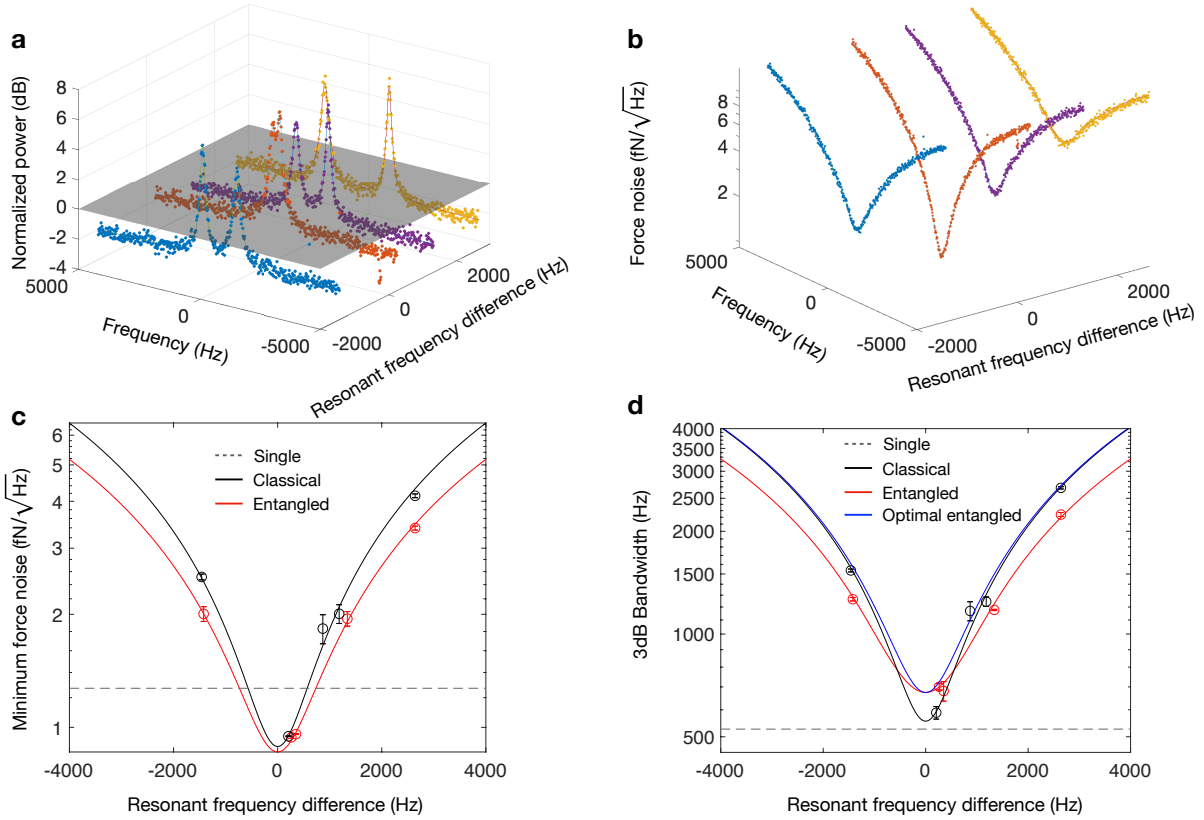 a
Normalized power (dB)
8
6
4
2
0
-2
-4
5000
0
-5000
Frequency (Hz)
-2000
0
2000
Resonant frequency difference (Hz)
b
Force noise (fN/√Hz)
8
6
4
2
5000
0
-5000
Frequency (Hz)
-2000
0
2000
Resonant frequency difference (Hz)
c
Minimum force noise (fN/√Hz)
6
5
4
3
2
1
Single
Classical
Entangled
-4000 -2000 0 2000 4000
Resonant frequency difference (Hz)
d
3dB Bandwidth (Hz)
4000
3000
2500
2000
1500
1000
500
Single
Classical
Entangled
Optimal entangled
-4000 -2000 0 2000 4000
Resonant frequency difference (Hz)